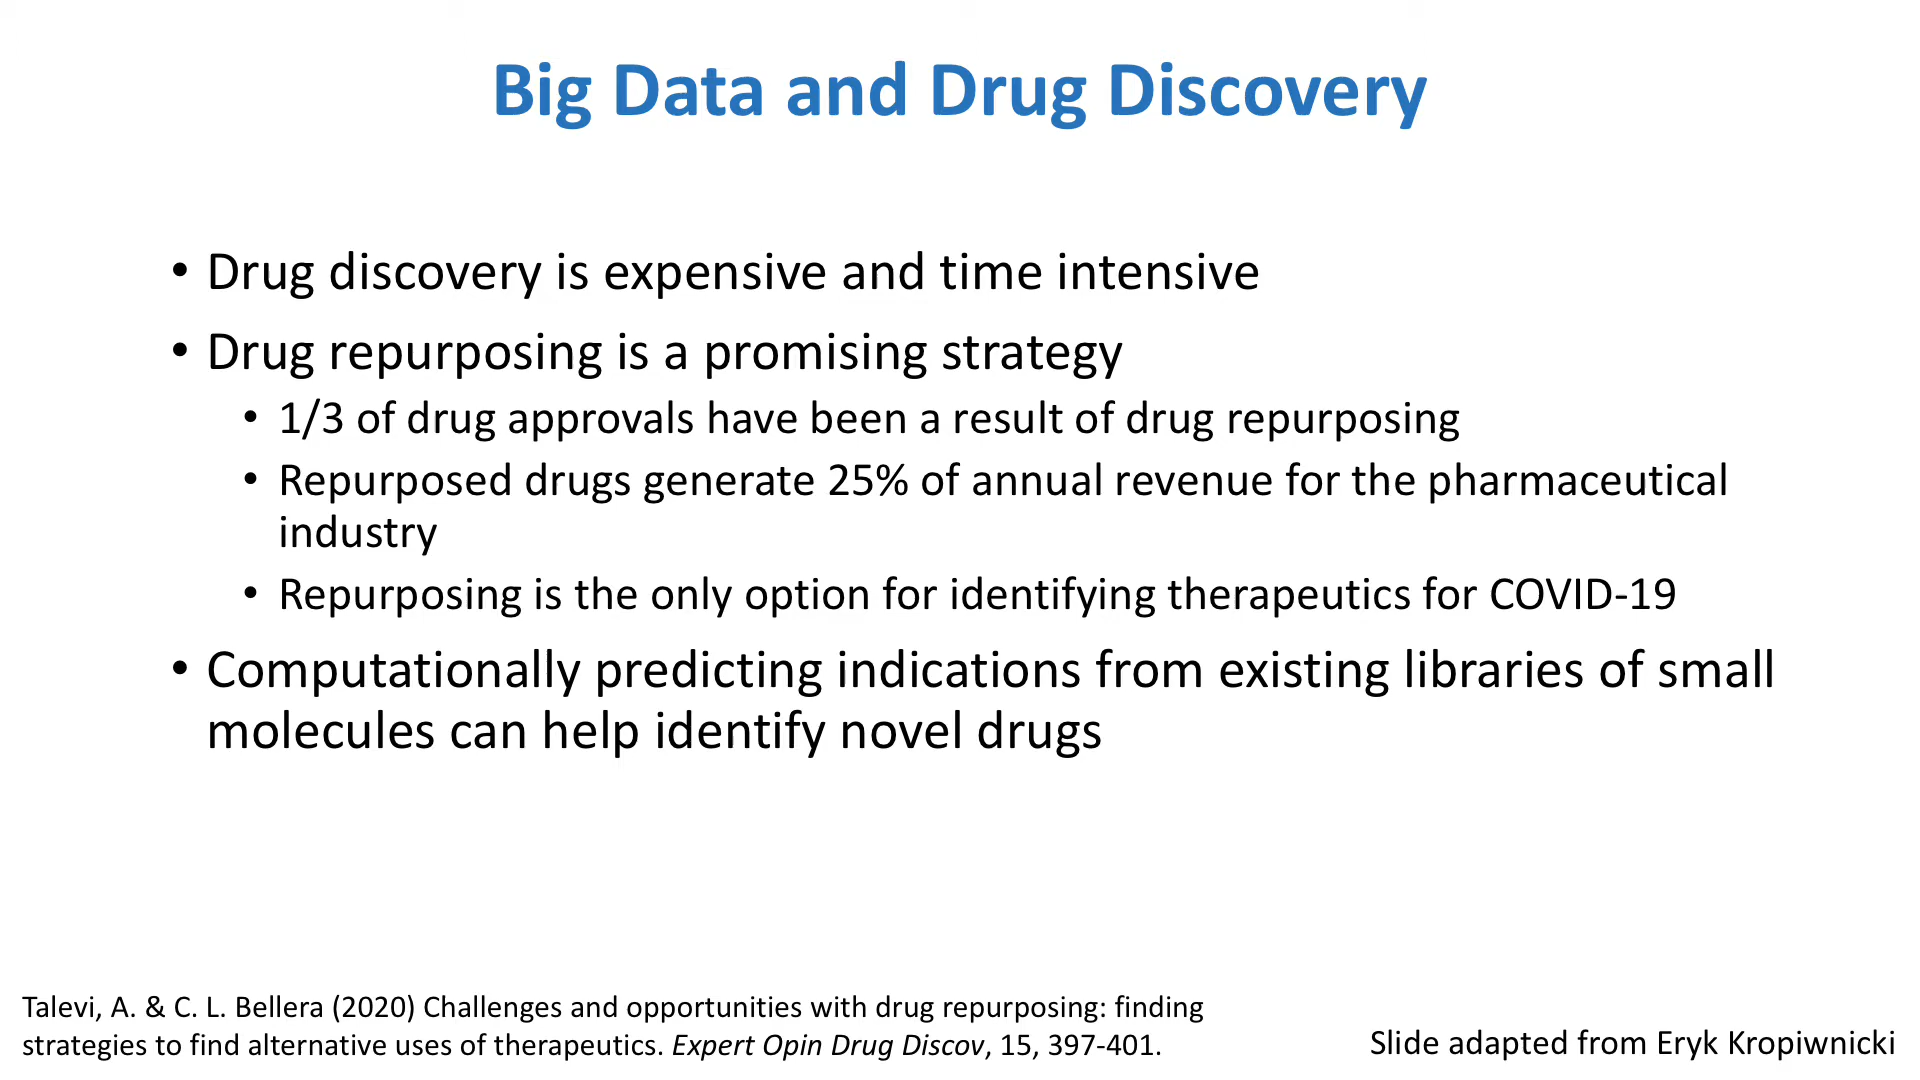 Big Data and Drug Discovery
• Drug discovery is expensive and time intensive
• Drug repurposing is a promising strategy
• 1/3 of drug approvals have been a result of drug repurposing
• Repurposed drugs generate 25% of annual revenue for the pharmaceutical
industry
• Repurposing is the only option for identifying therapeutics for COVID-19
• Computationally predicting indications from existing libraries of small
molecules can help identify novel drugs
Talevi, A. & C. L. Bellera (2020) Challenges and opportunities with drug repurposing: finding
strategies to find alternative uses of therapeutics. Expert Opin Drug Discov, 15, 397-401.
Slide adapted from Eryk Kropiwnicki